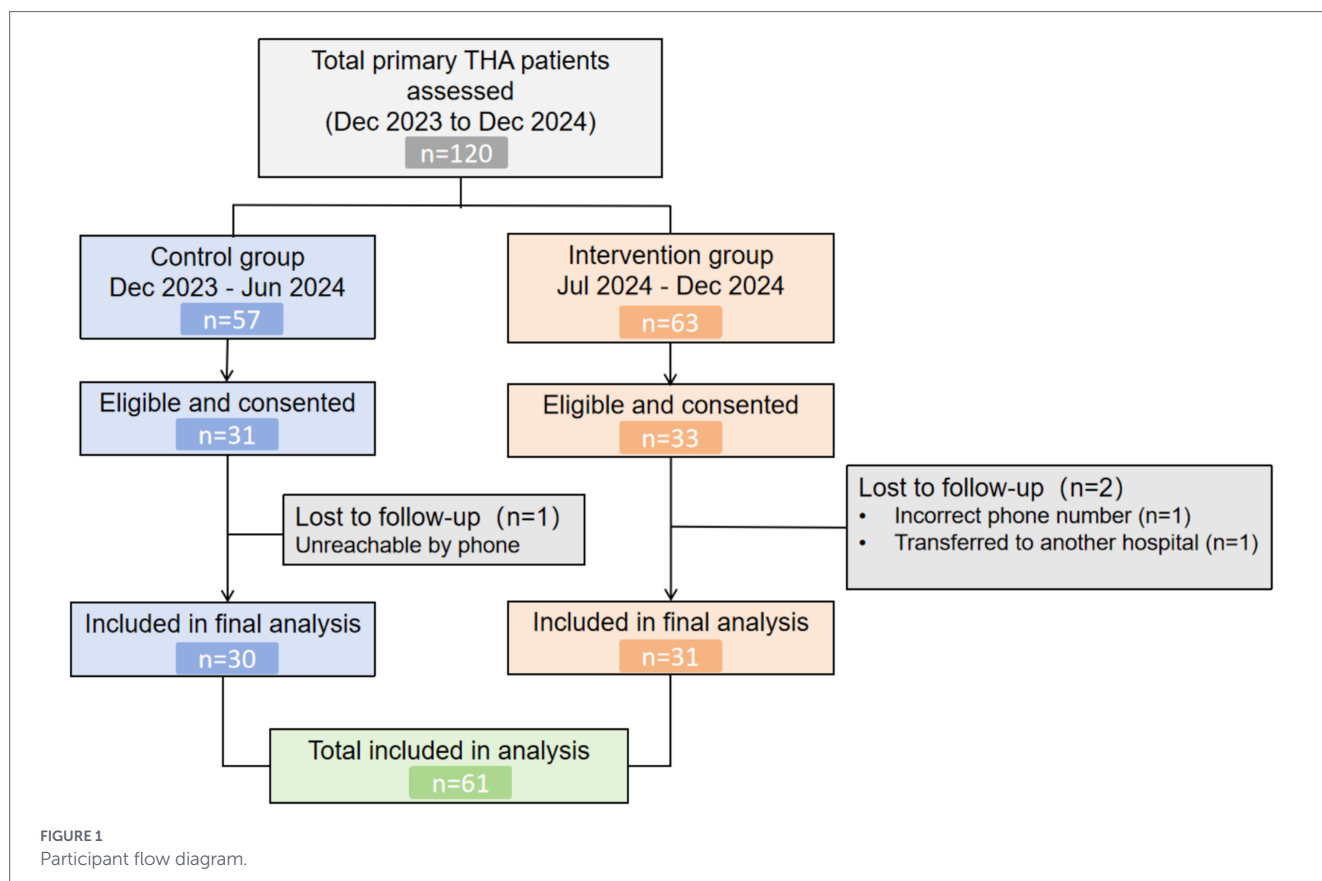 Total primary THA patients
assessed
(Dec 2023 to Dec 2024)
n=120
Control group
Dec 2023 - Jun 2024
n=57
Intervention group
Jul 2024 - Dec 2024
n=63
Eligible and consented
n=31
Eligible and consented
n=33
Lost to follow-up (n=1)
Unreachable by phone
Lost to follow-up (n=2)
• Incorrect phone number (n=1)
• Transferred to another hospital (n=1)
Included in final analysis
n=30
Included in final analysis
n=31
Total included in analysis
n=61
FIGURE 1
Participant flow diagram.